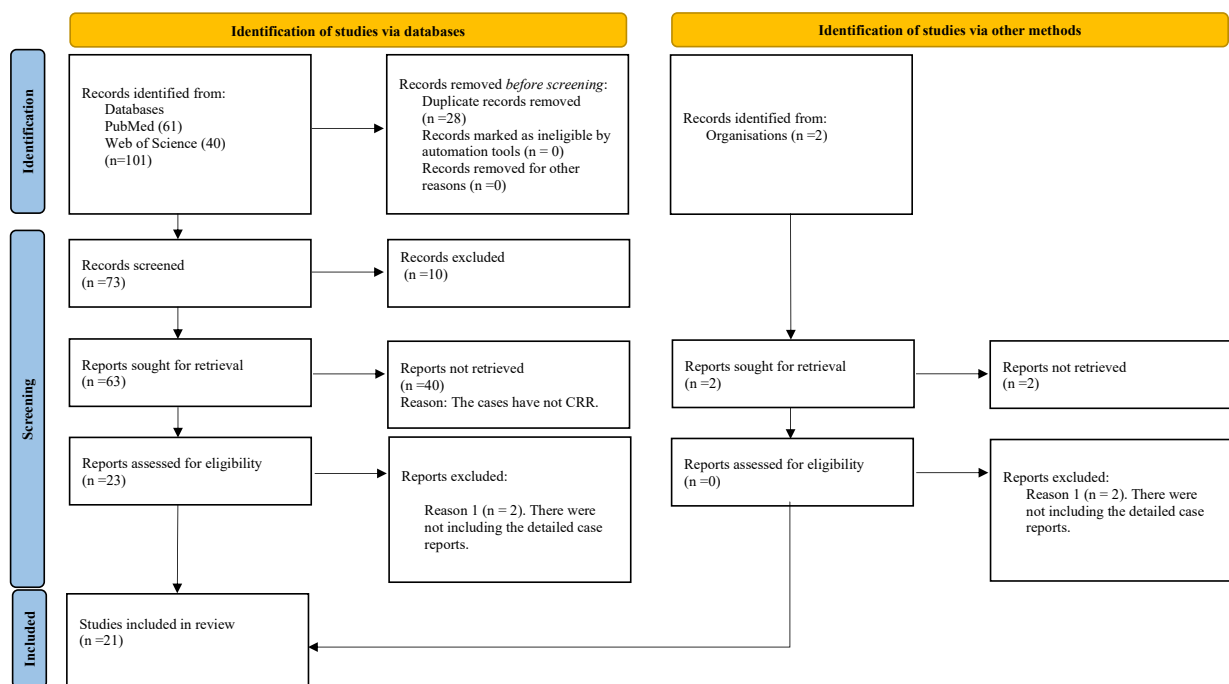 Identification of studies via databases
Identification of studies via other methods
Identification
Records identified from:
Databases
PubMed (61)
Web of Science (40)
(n=101)
Records removed before screening:
Duplicate records removed
(n =28)
Records marked as ineligible by
automation tools (n = 0)
Records removed for other
reasons (n =0)
Records identified from:
Organisations (n =2)
Screening
Records screened
(n =73)
Records excluded
(n =10)
Reports sought for retrieval
(n =63)
Reports not retrieved
(n =40)
Reason: The cases have not CRR.
Reports sought for retrieval
(n =2)
Reports not retrieved
(n =2)
Reports assessed for eligibility
(n =23)
Reports excluded:
Reason 1 (n = 2). There were
not including the detailed case
reports.
Reports assessed for eligibility
(n =0)
Reports excluded:
Reason 1 (n = 2). There were
not including the detailed case
reports.
Included
Studies included in review
(n =21)